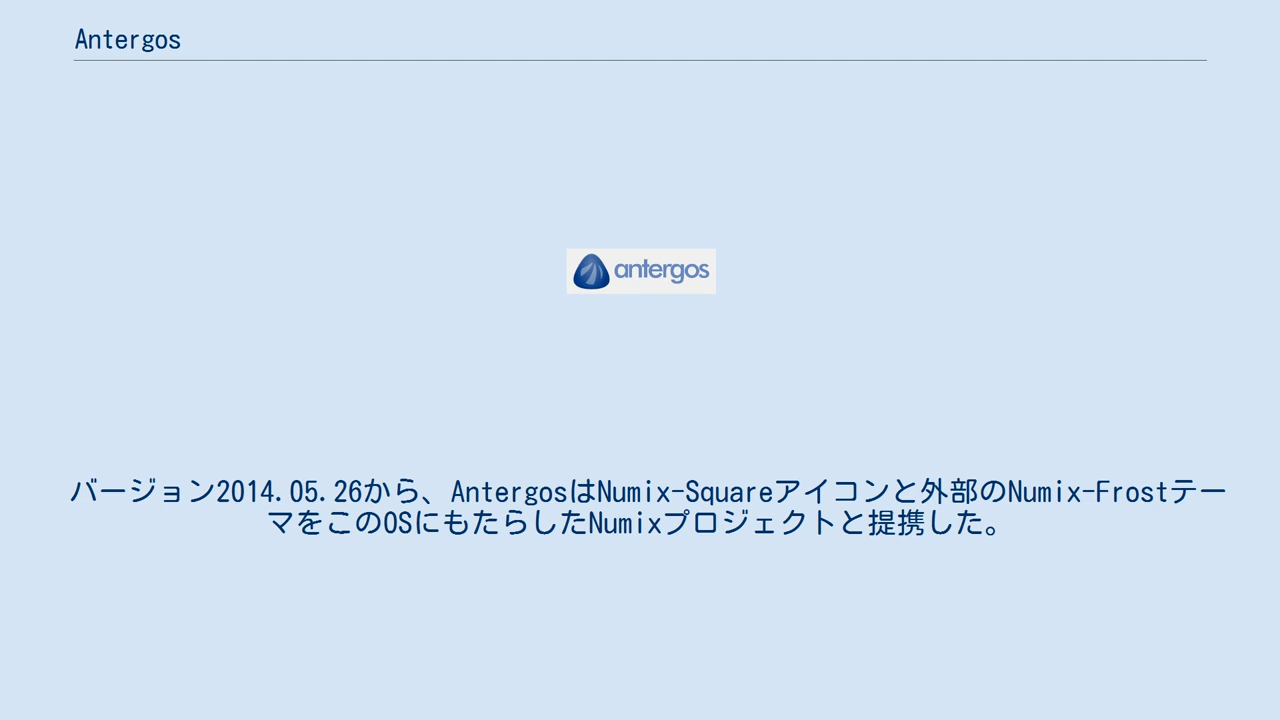 Antergos
antergos
バージョン2014.05.26から、AntergosはNumix-Squareアイコンと外部のNumix-Frostテー
マをこのOSにもたらしたNumixプロジェクトと提携した。